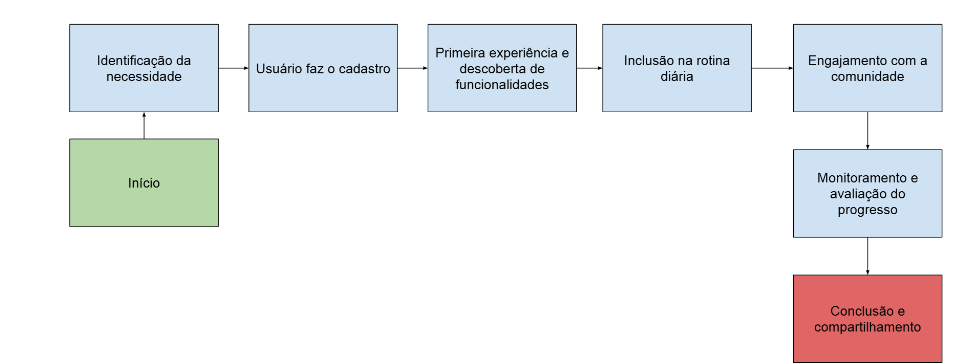 Identificação da
necessidade
Usuário faz o cadastro
Primeira experiência e
descoberta de
funcionalidades
Inclusão na rotina
diária
Engajamento com a
comunidade
Início
Monitoramento e
avaliação do
progresso
Conclusão e
compartilhamento